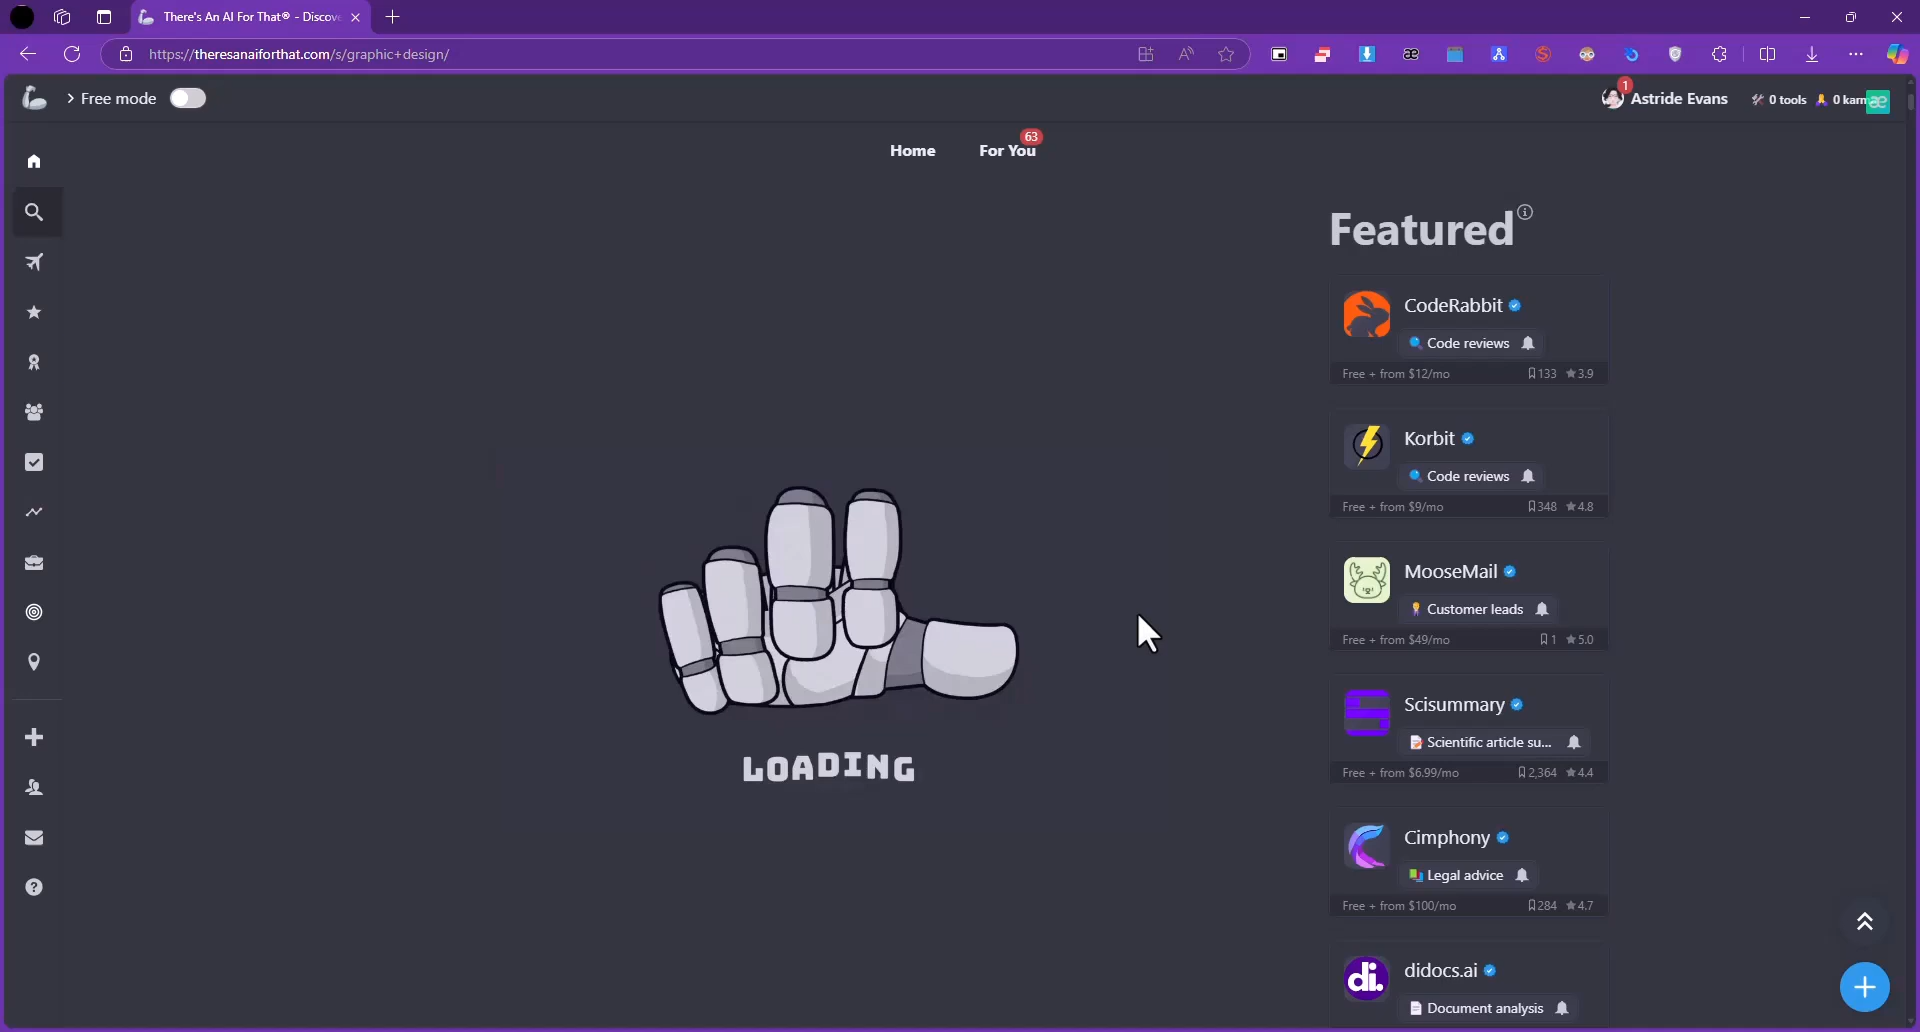 There's An AI For That® - Discov
https://theresanaiforthat.com/s/graphic+design/
Free mode
1
Astride Evans
0 tools
0 karm
æ
Home
For You
63
Featured
CodeRabbit
Code reviews
Free + from $12/mo
133
3.9
Korbit
Code reviews
Free + from $9/mo
348
4.8
MooseMail
Customer leads
Free + from $49/mo
1
5.0
Scisummary
Scientific article su...
Free + from $6.99/mo
2,364
4.4
Cimphony
Legal advice
Free + from $100/mo
284
4.7
di.
didocs.ai
Document analysis
LOADING